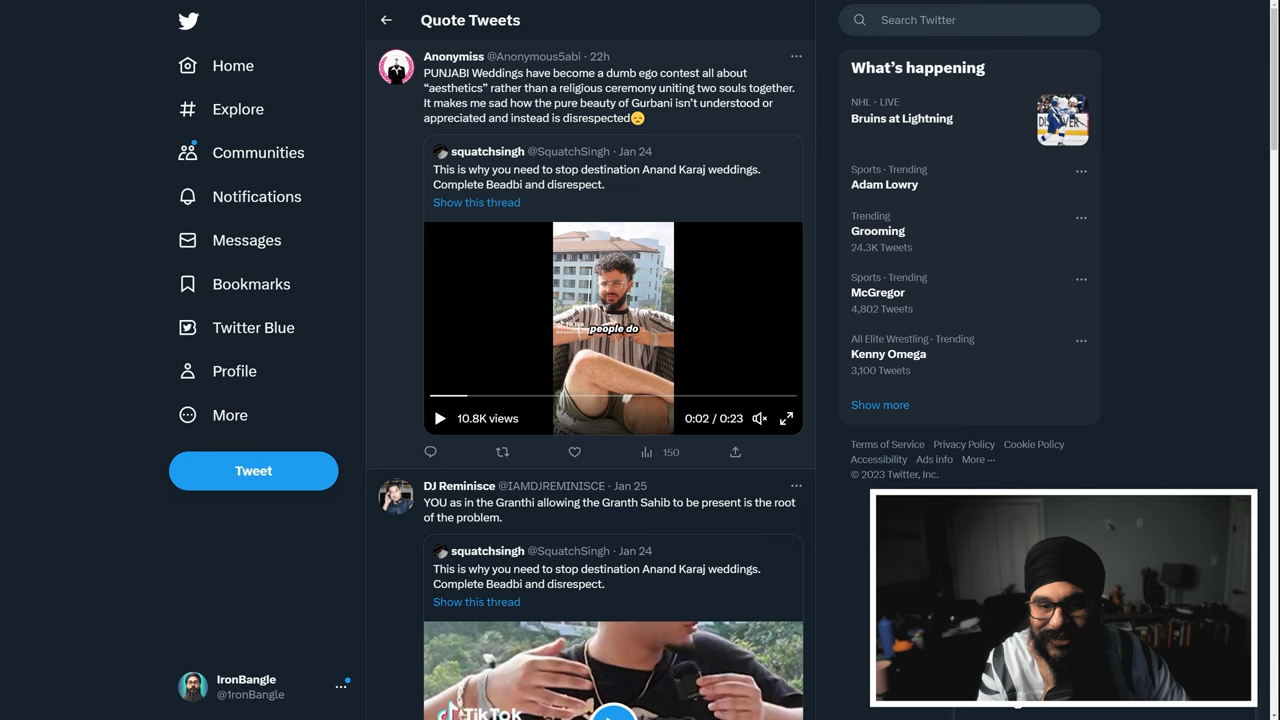 Home
Explore
Communities
Notifications
Messages
Bookmarks
Twitter Blue
Profile
More
Tweet
IronBangle
@1ronBangle
Quote Tweets
Anonymiss @Anonymous5abi · 22h
PUNJABI Weddings have become a dumb ego contest all about
“aesthetics” rather than a religious ceremony uniting two souls together.
It makes me sad how the pure beauty of Gurbani isn’t understood or
appreciated and instead is disrespected😞
squatchsingh @SquatchSingh · Jan 24
This is why you need to stop destination Anand Karaj weddings.
Complete Beadbi and disrespect.
Show this thread
TikTok
people do
10.8K views
0:02 / 0:23
150
DJ Reminisce @IAMDJREMINISCE · Jan 25
YOU as in the Granthi allowing the Granth Sahib to be present is the root
of the problem.
squatchsingh @SquatchSingh · Jan 24
This is why you need to stop destination Anand Karaj weddings.
Complete Beadbi and disrespect.
Show this thread
TikTok
Search Twitter
What’s happening
NHL · LIVE
Bruins at Lightning
Sports · Trending
Adam Lowry
Trending
Grooming
24.3K Tweets
Sports · Trending
McGregor
4,802 Tweets
All Elite Wrestling · Trending
Kenny Omega
3,100 Tweets
Show more
Terms of Service Privacy Policy Cookie Policy
Accessibility Ads info More ···
© 2023 Twitter, Inc.